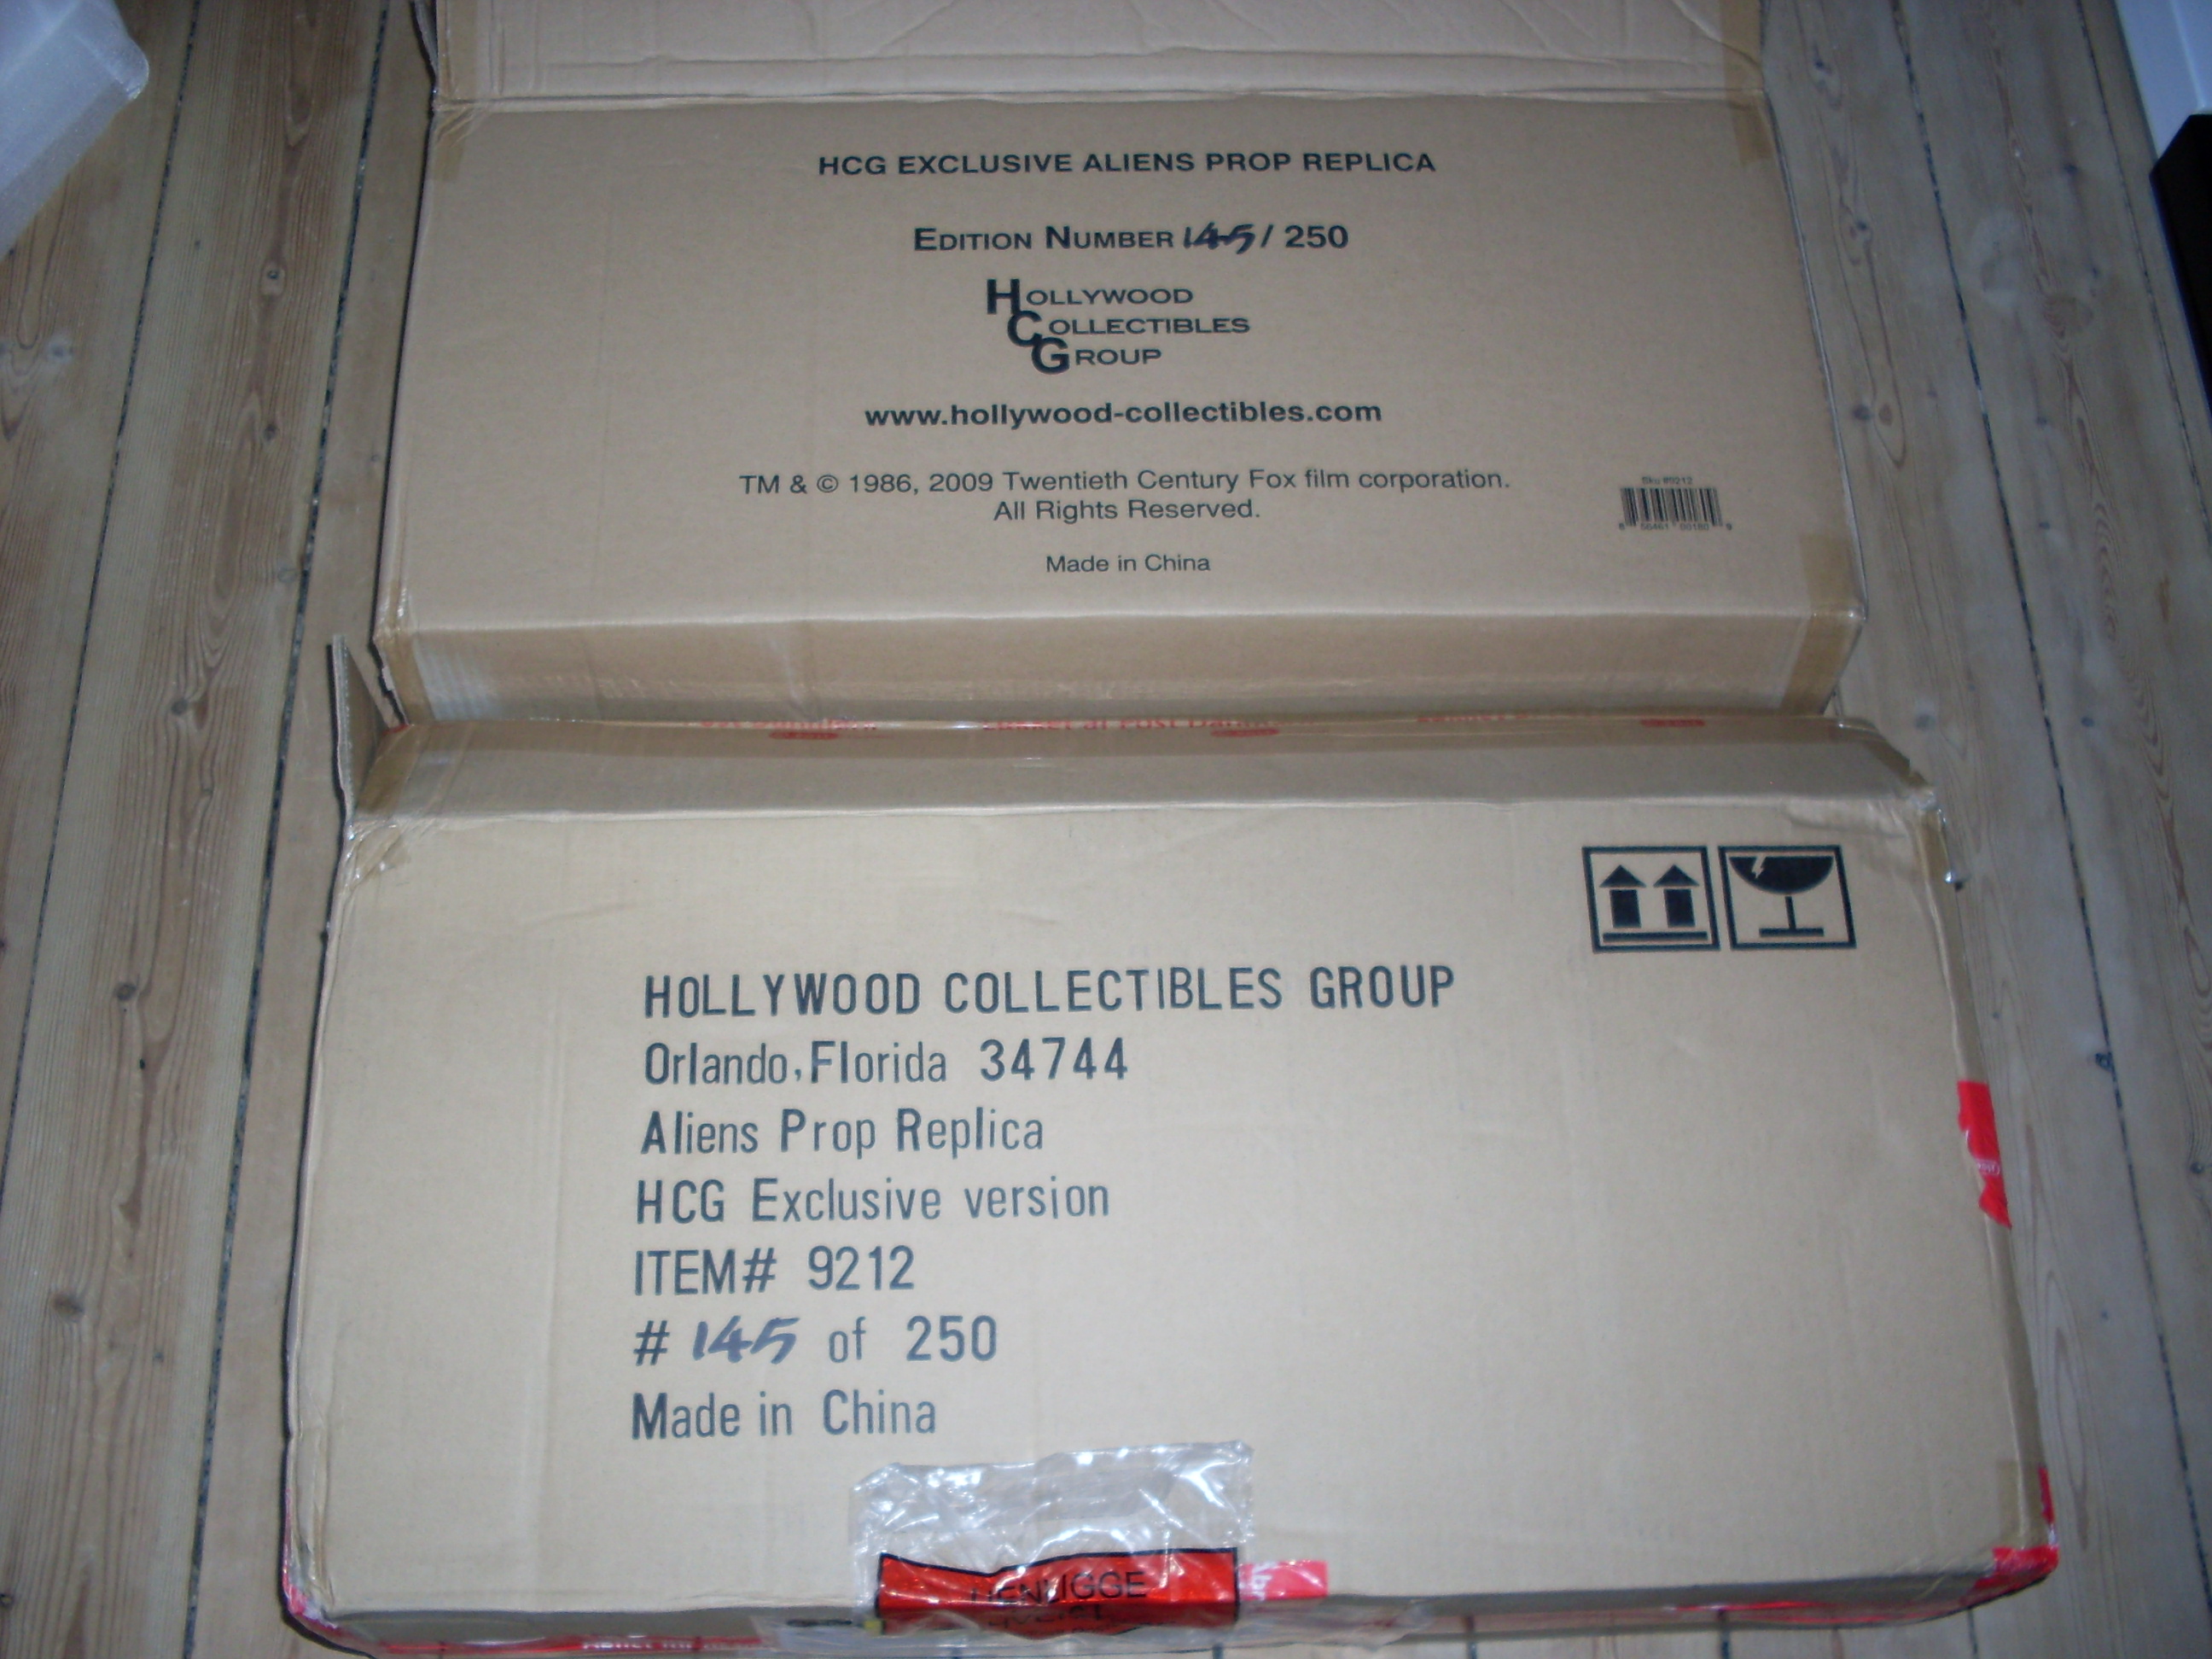 HCG EXCLUSIVE ALIENS PROP REPLICA
EDITION NUMBER 145/ 250
HOLLYWOOD
COLLECTIBLES
GROUP
www.hollywood-collectibles.com
TM & © 1986, 2009 Twentieth Century Fox film corporation.
All Rights Reserved.
Sku #9212
Made in China
HOLLYWOOD COLLECTIBLES GROUP
Orlando,Florida 34744
Aliens Prop Replica
HCG Exclusive version
ITEM# 9212
# 145 of 250
Made in China